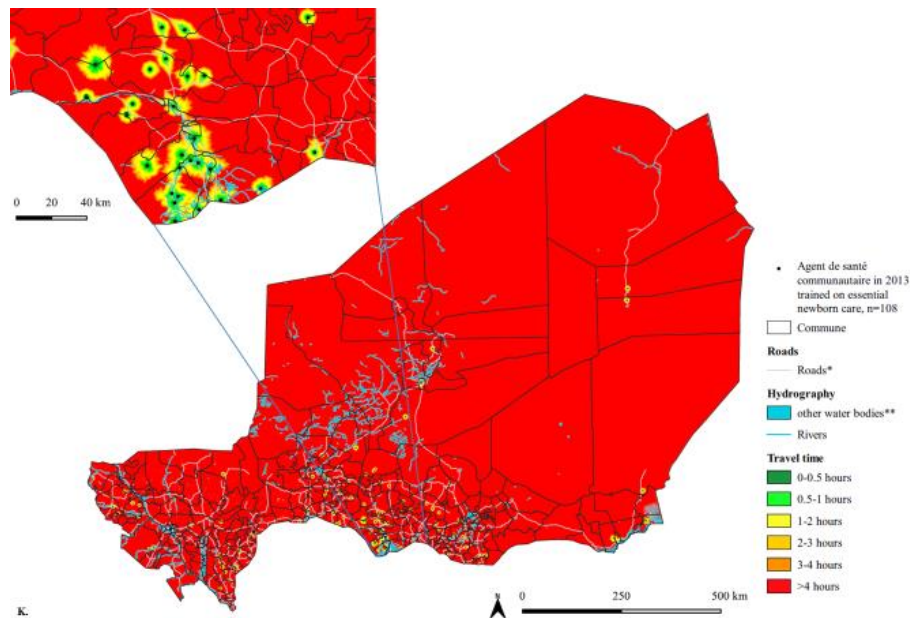 0 20 40 km
Agent de santé
communautaire in 2013
trained on essential
newborn care, n=108
Commune
Roads
Roads*
Hydrography
other water bodies**
Rivers
Travel time
0-0.5 hours
0.5-1 hours
1-2 hours
2-3 hours
3-4 hours
>4 hours
K.
N
0 250 500 km